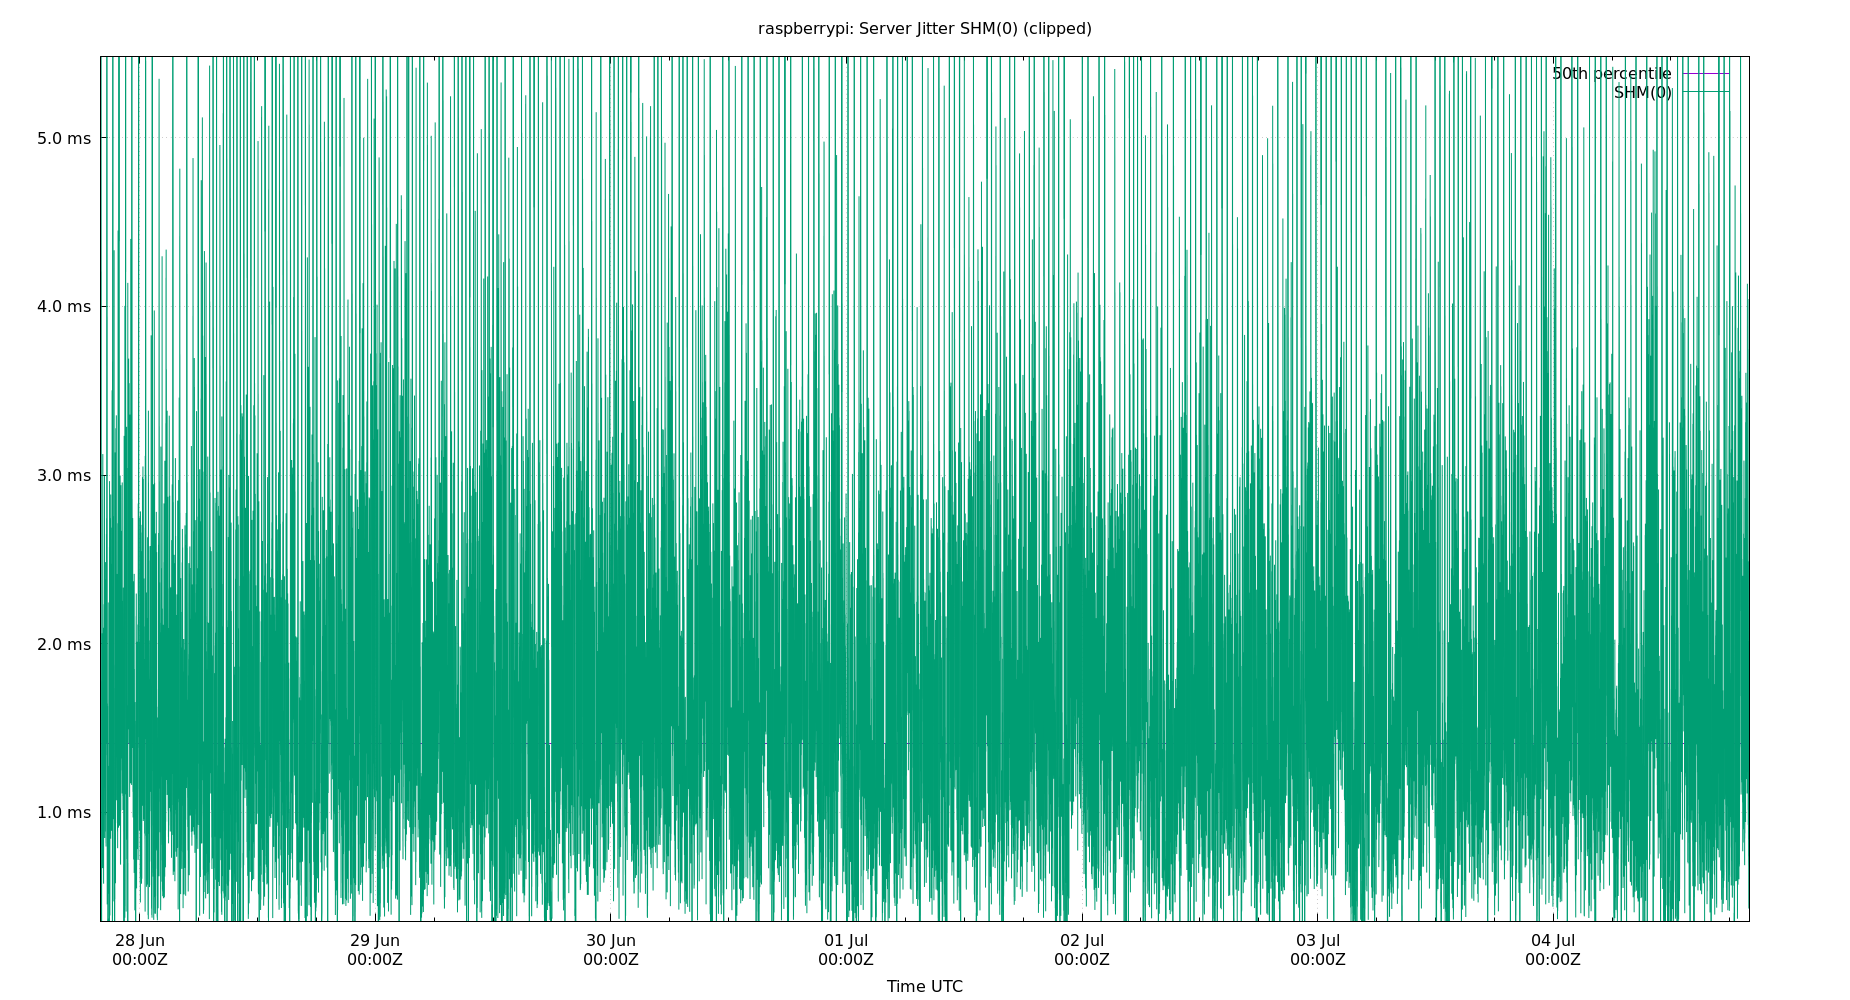 raspberrypi: Server Jitter SHM(0) (clipped)
50th percentile
SHM(0)
5.0 ms
4.0 ms
3.0 ms
2.0 ms
1.0 ms
28 Jun 29 Jun 30 Jun 01 Jul 02 Jul 03 Jul 04 Jul
00:00Z 00:00Z 00:00Z 00:00Z 00:00Z 00:00Z 00:00Z
Time UTC